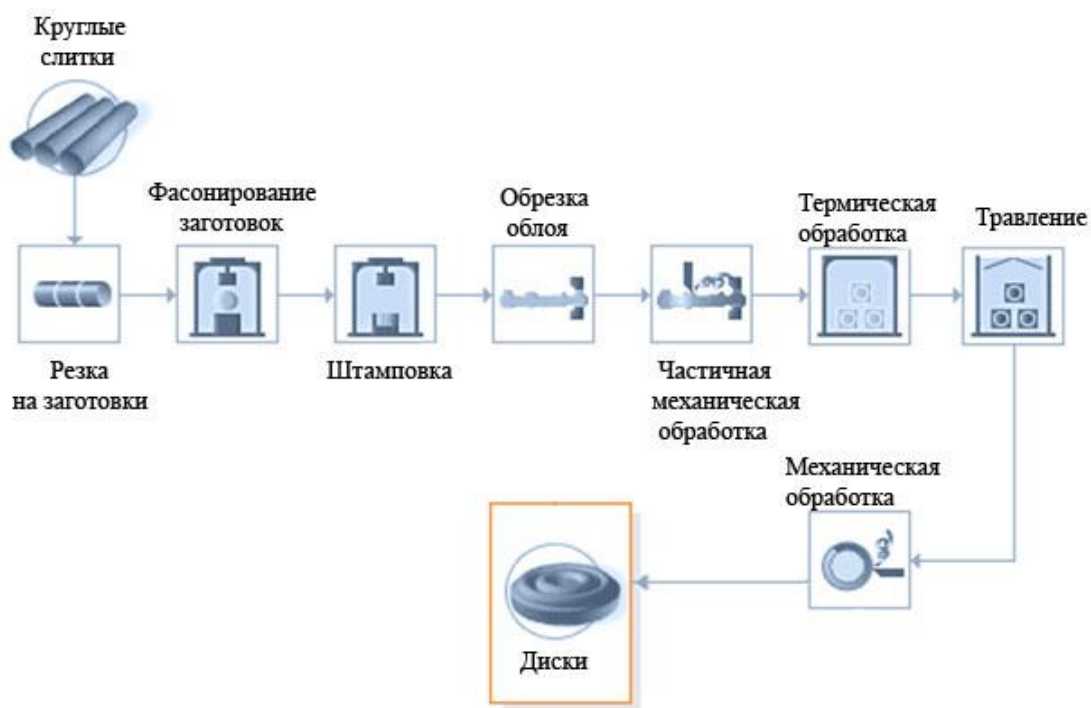 Круглые
слитки
Фасонирование
заготовок
Обрезка
облоя
Термическая
обработка
Травление
Резка
на заготовки
Штамповка
Частичная
механическая
обработка
Механическая
обработка
Диски